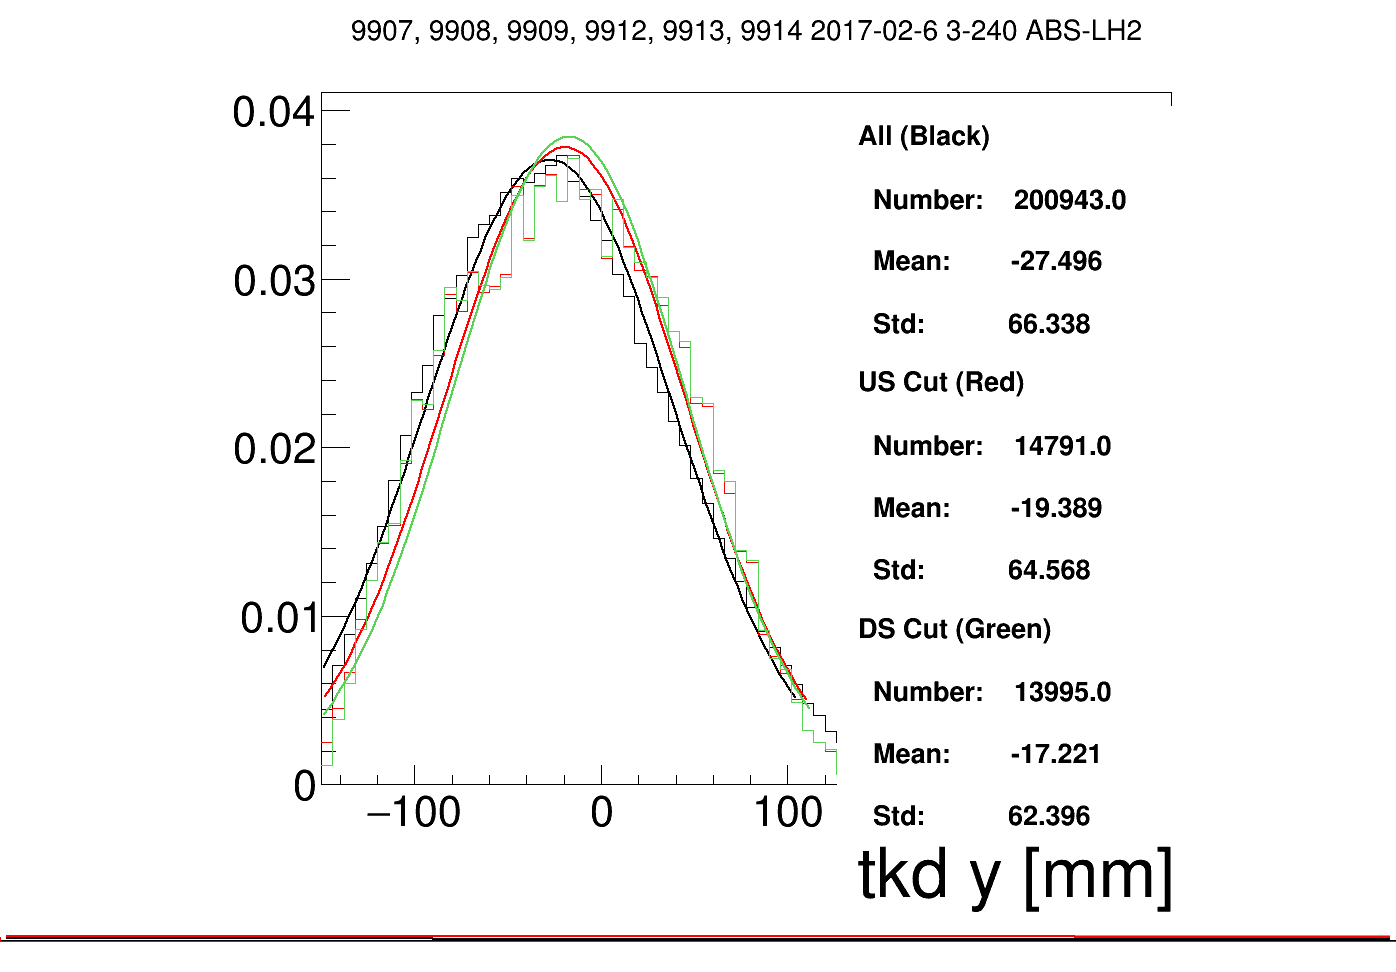 9907, 9908, 9909, 9912, 9913, 9914 2017-02-6 3-240 ABS-LH2
0.04
0.03
0.02
0.01
0
−100 0 100
All (Black)
Number: 200943.0
Mean: -27.496
Std: 66.338
US Cut (Red)
Number: 14791.0
Mean: -19.389
Std: 64.568
DS Cut (Green)
Number: 13995.0
Mean: -17.221
Std: 62.396
tkd y [mm]